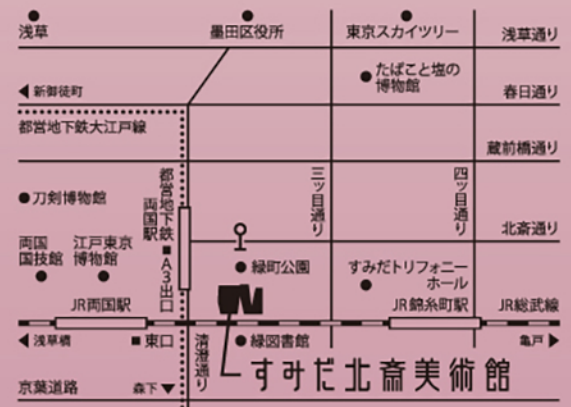 浅草
墨田区役所
東京スカイツリー
浅草通り
たばこと塩の
博物館
新御徒町
春日通り
都営地下鉄大江戸線
蔵前橋通り
都営地下鉄
両国駅
■A3出口
三ッ目通り
四ッ目通り
刀剣博物館
北斎通り
両国
国技館
江戸東京
博物館
緑町公園
すみだトリフォニー
ホール
JR両国駅
JR錦糸町駅
JR総武線
浅草橋
■東口
清澄通り
緑図書館
亀戸
すみだ北斎美術館
京葉道路
森下